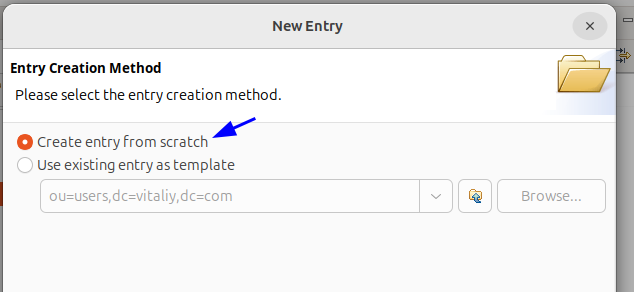 New Entry
Entry Creation Method
Please select the entry creation method.
Create entry from scratch
Use existing entry as template
ou=users,dc=vitaliy,dc=com
Browse...